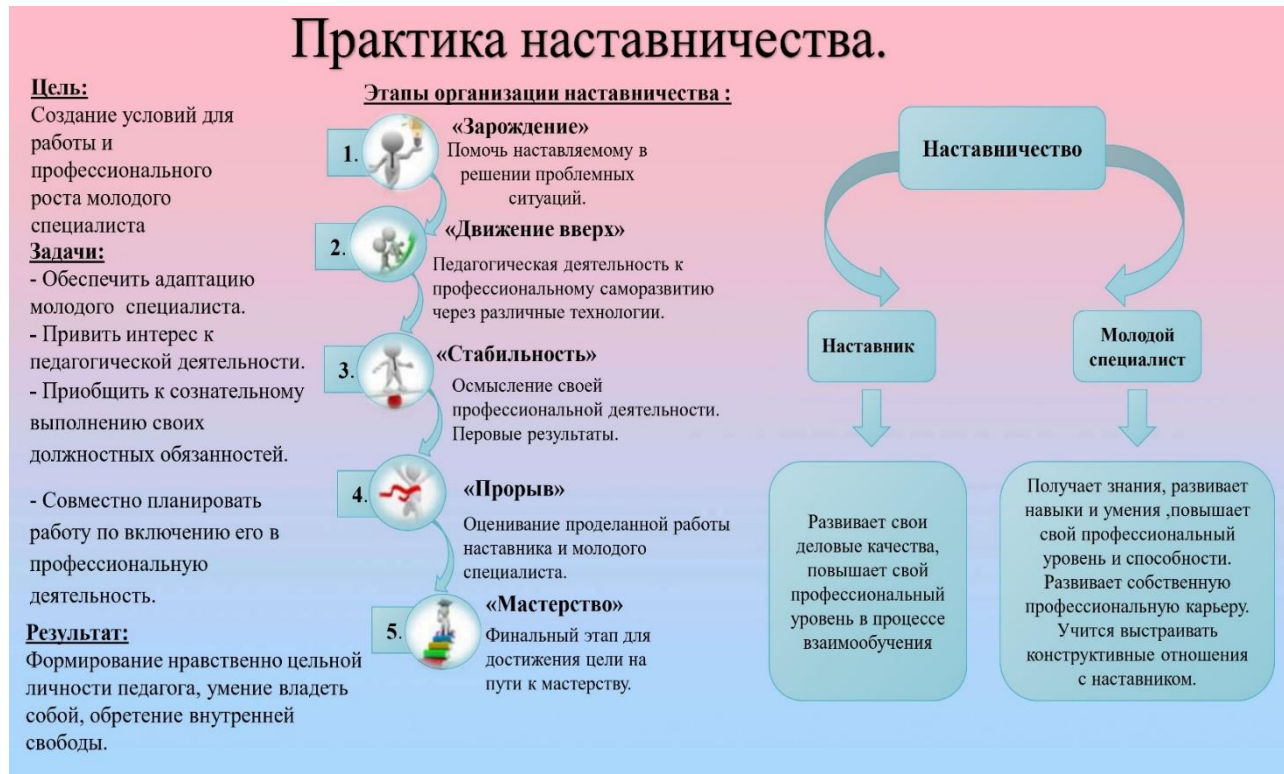 Практика наставничества.
Цель:
Создание условий для
работы и
профессионального
роста молодого
специалиста
Задачи:
- Обеспечить адаптацию
молодого специалиста.
- Привить интерес к
педагогической деятельности.
- Приобщить к сознательному
выполнению своих
должностных обязанностей.
- Совместно планировать
работу по включению его в
профессиональную
деятельность.
Результат:
Формирование нравственно цельной
личности педагога, умение владеть
собой, обретение внутренней
свободы.
Этапы организации наставничества :
1.
«Зарождение»
Помочь наставляемому в
решении проблемных
ситуаций.
2.
«Движение вверх»
Педагогическая деятельность к
профессиональному саморазвитию
через различные технологии.
3.
«Стабильность»
Осмысление своей
профессиональной деятельности.
Перовые результаты.
4.
«Прорыв»
Оценивание проделанной работы
наставника и молодого
специалиста.
5.
«Мастерство»
Финальный этап для
достижения цели на
пути к мастерству.
Наставничество
Наставник
Развивает свои
деловые качества,
повышает свой
профессиональный
уровень в процессе
взаимообучения
Молодой
специалист
Получает знания, развивает
навыки и умения ,повышает
свой профессиональный
уровень и способности.
Развивает собственную
профессиональную карьеру.
Учится выстраивать
конструктивные отношения
с наставником.